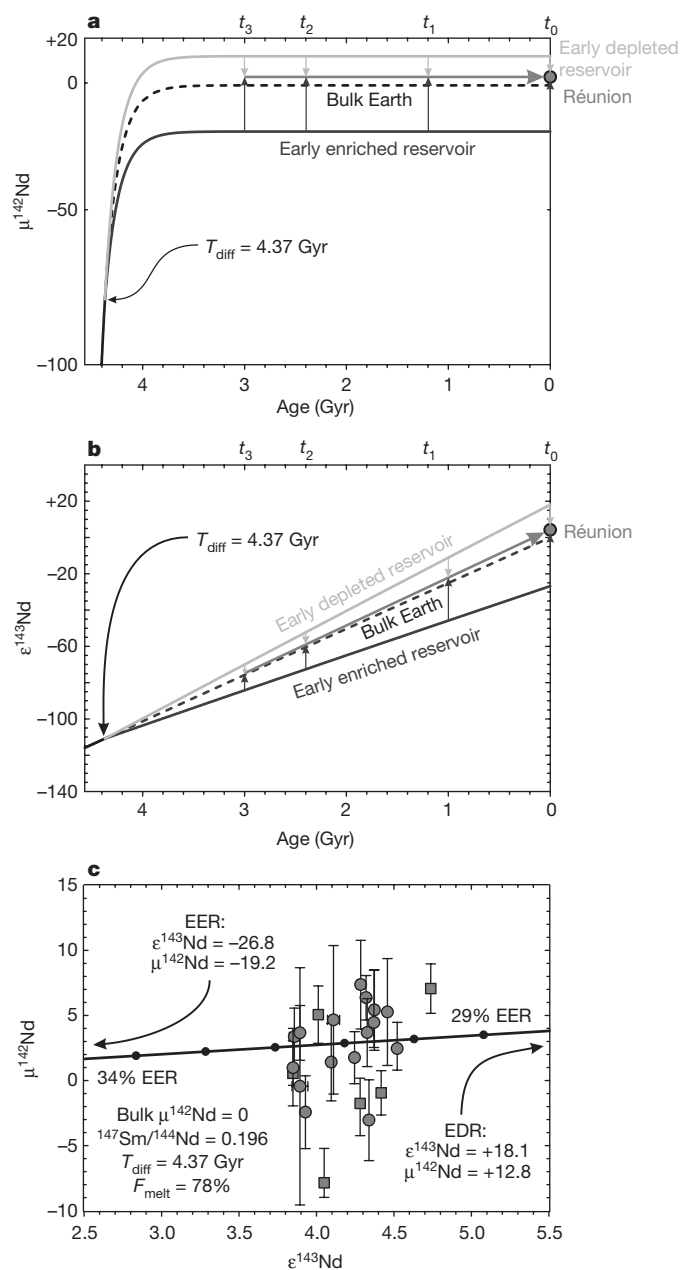 a
t3 t2 t1 t0
+20
0
−50
−100
μ142Nd
Early depleted
reservoir
Réunion
Bulk Earth
Early enriched reservoir
Tdiff = 4.37 Gyr
4 3 2 1 0
Age (Gyr)
b
t3 t2 t1 t0
+20
−20
−60
−100
−140
ε143Nd
Tdiff = 4.37 Gyr
Réunion
Early depleted reservoir
Bulk Earth
Early enriched reservoir
4 3 2 1 0
Age (Gyr)
c
15
10
5
0
−5
−10
μ142Nd
EER:
ε143Nd = −26.8
μ142Nd = −19.2
29% EER
34% EER
Bulk μ142Nd = 0
147Sm/144Nd = 0.196
Tdiff = 4.37 Gyr
Fmelt = 78%
EDR:
ε143Nd = +18.1
μ142Nd = +12.8
2.5 3.0 3.5 4.0 4.5 5.0 5.5
ε143Nd